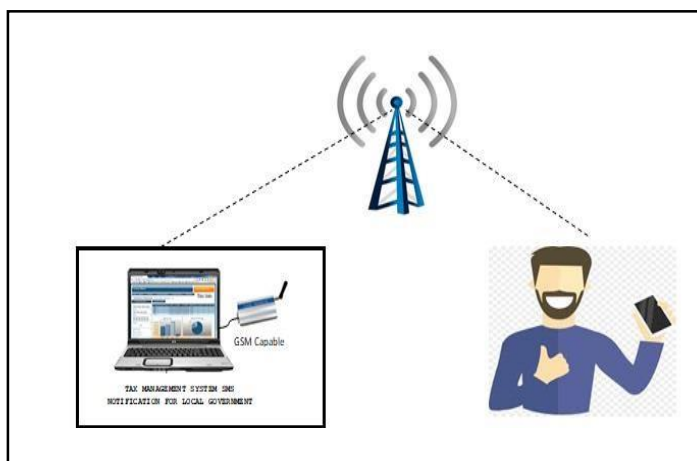 GSM Capable
TAX MANAGEMENT SYSTEM SMS
NOTIFICATION FOR LOCAL GOVERNMENT